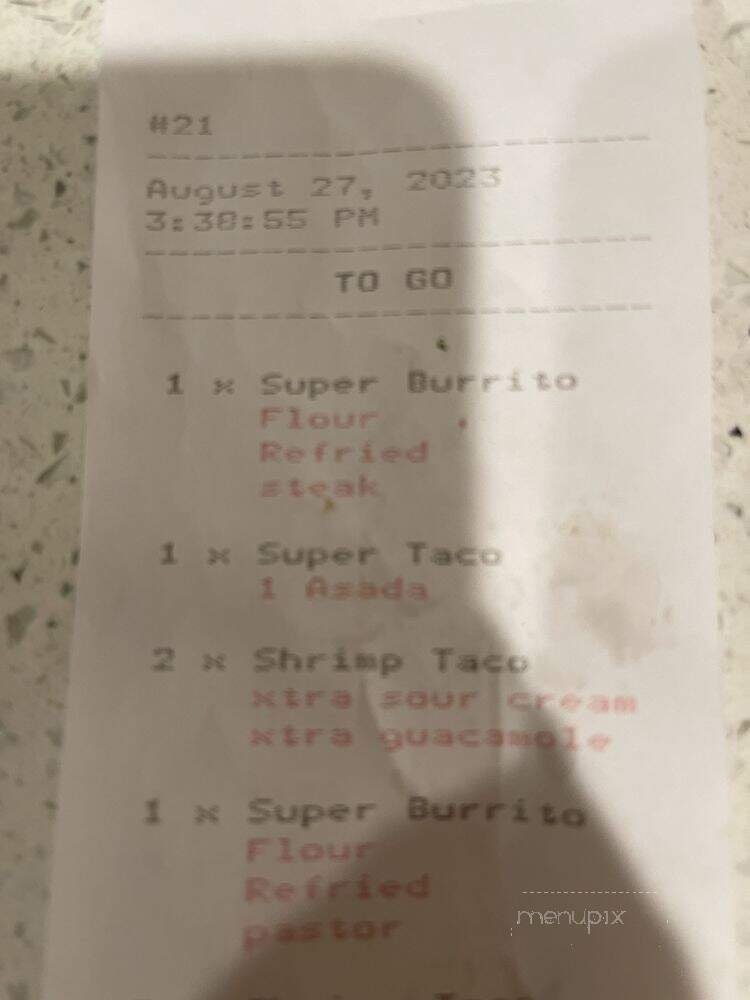 #21
August 27, 2023
3:38:55 PM
TO GO
1 x Super Burrito
Flour
Refried
steak
1 x Super Taco
1 Asada
2 x Shrimp Taco
xtra sour cream
xtra guacamole
1 x Super Burrito
Flour
Refried
pastor
menupix